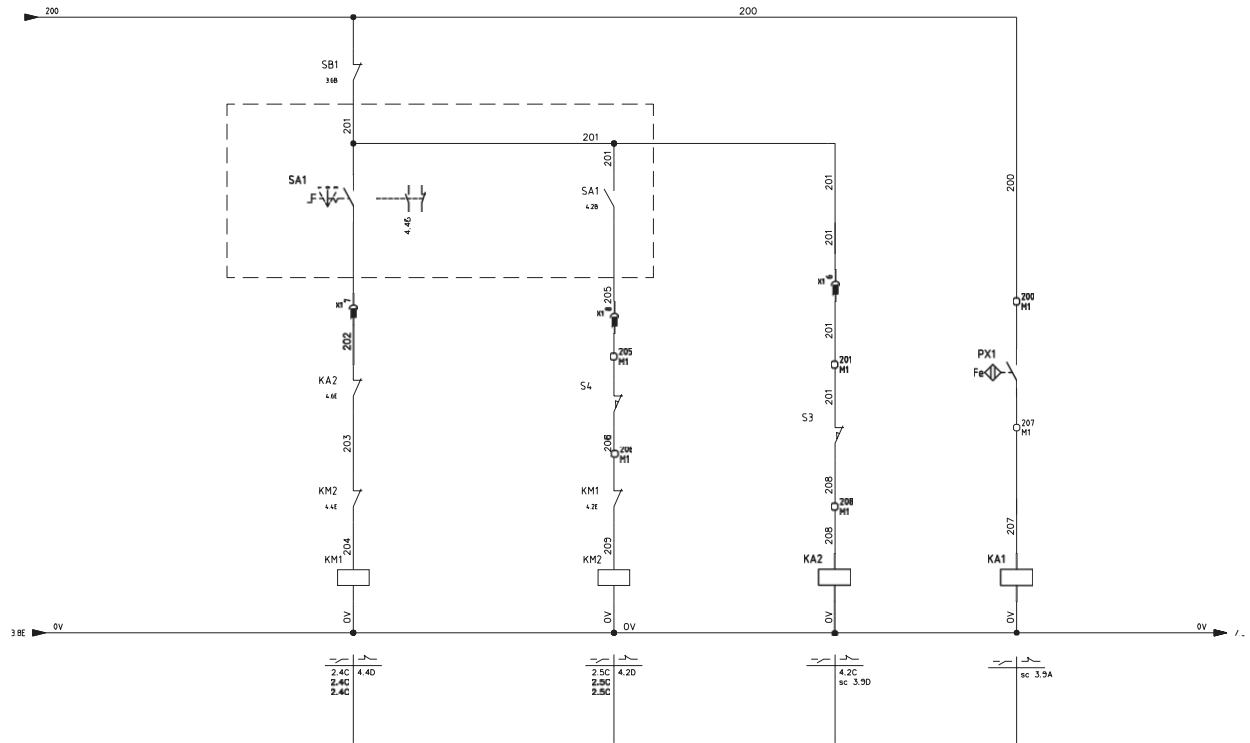 200
200
SB1
3.6B
201
201
201
201
SA1
SA1
4.2B
4.4B
200
201
X1 7
205
X1 8
X1 6
200
M1
202
205
M1
201
201
M1
PX1
Fe
KA2
4.6E
S4
201
S3
207
M1
203
206
206
M1
KM2
4.4E
KM1
4.2E
208
208
M1
204
209
208
207
KM1
KM2
KA2
KA1
0V
0V
0V
0V
3.8E
0V
0V
0V
2.4C 4.4D
2.4C
2.4C
2.5C 4.2D
2.5C
2.5C
4.2C
sc 3.9D
sc 3.9A